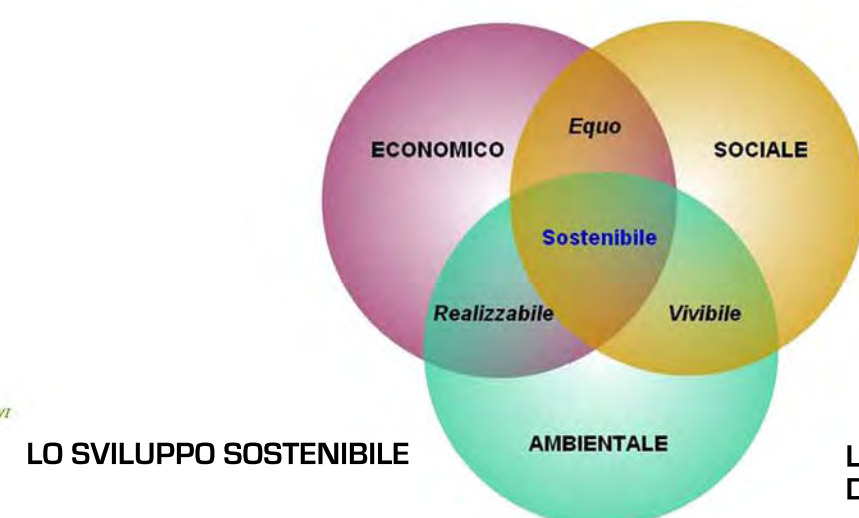 Equo
ECONOMICO
SOCIALE
Sostenibile
Realizzabile
Vivibile
AMBIENTALE
LO SVILUPPO SOSTENIBILE
L
D